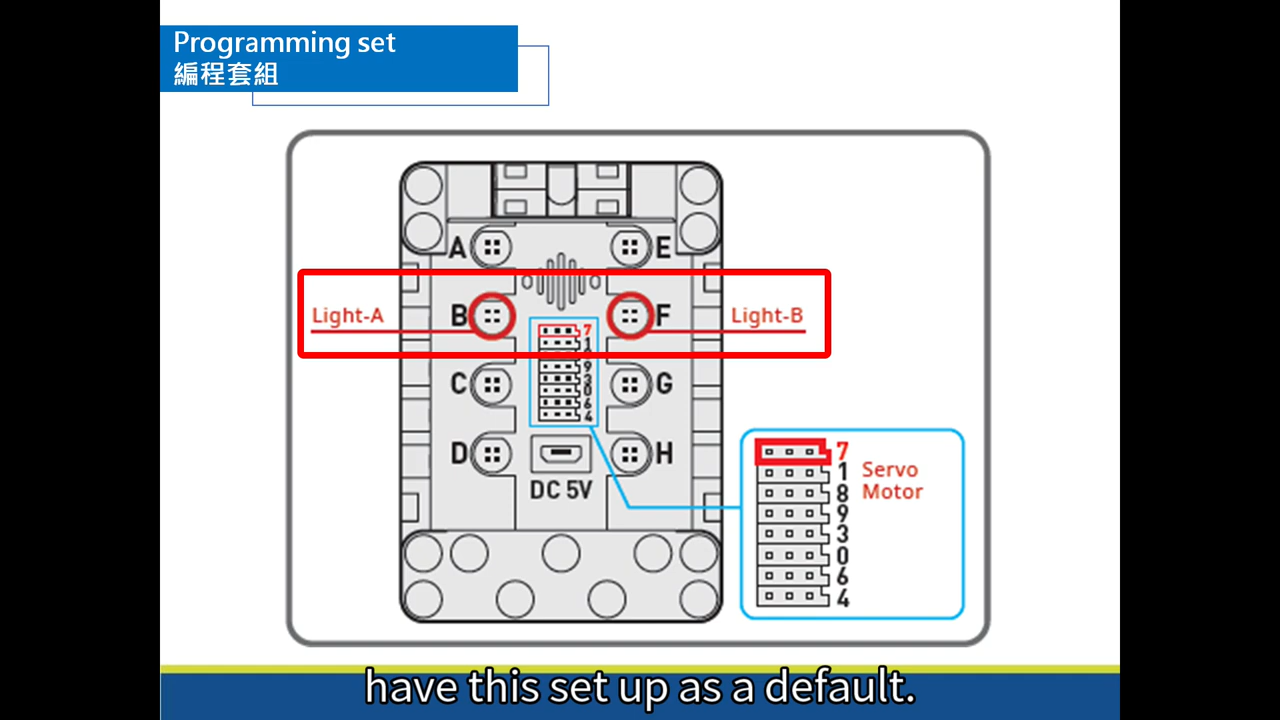 Programming set
編程套組
A
E
Light-A
B
F
Light-B
7
1
9
3
0
6
4
C
G
D
H
DC 5V
7
1
8
9
3
0
6
4
Servo
Motor
have this set up as a default.